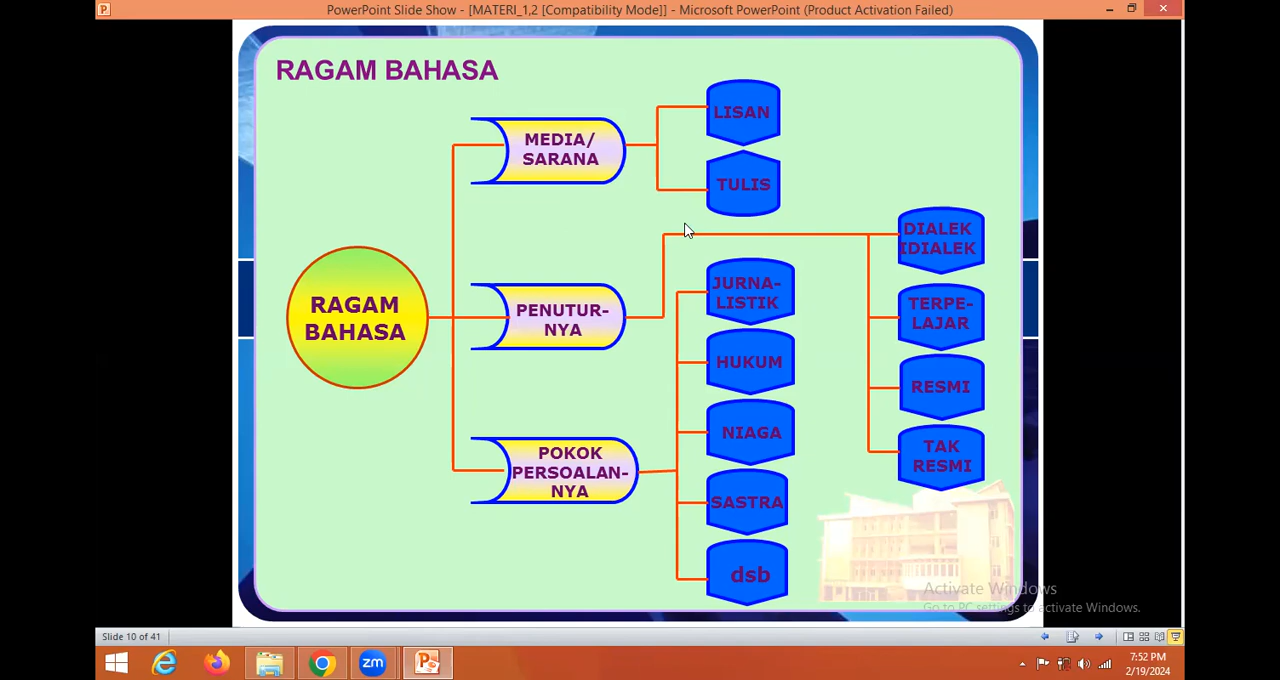 PowerPoint Slide Show - [MATERI_1,2 [Compatibility Mode]] - Microsoft PowerPoint (Product Activation Failed)
RAGAM BAHASA
RAGAM
BAHASA
MEDIA/
SARANA
LISAN
TULIS
PENUTUR-
NYA
DIALEK
IDIALEK
TERPE-
LAJAR
RESMI
TAK
RESMI
POKOK
PERSOALAN-
NYA
JURNA-
LISTIK
HUKUM
NIAGA
SASTRA
dsb
Activate Windows
Go to PC settings to activate Windows.
Slide 10 of 41
zm
7:52 PM
2/19/2024